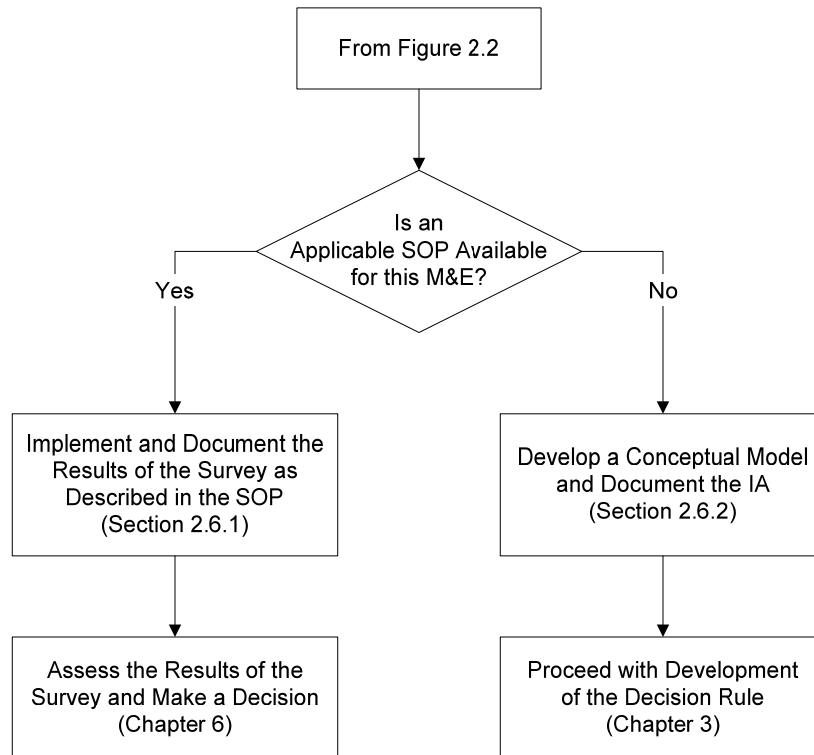 From Figure 2.2
Is an
Applicable SOP Available
for this M&E?
Yes
No
Implement and Document the
Results of the Survey as
Described in the SOP
(Section 2.6.1)
Develop a Conceptual Model
and Document the IA
(Section 2.6.2)
Assess the Results of the
Survey and Make a Decision
(Chapter 6)
Proceed with Development
of the Decision Rule
(Chapter 3)